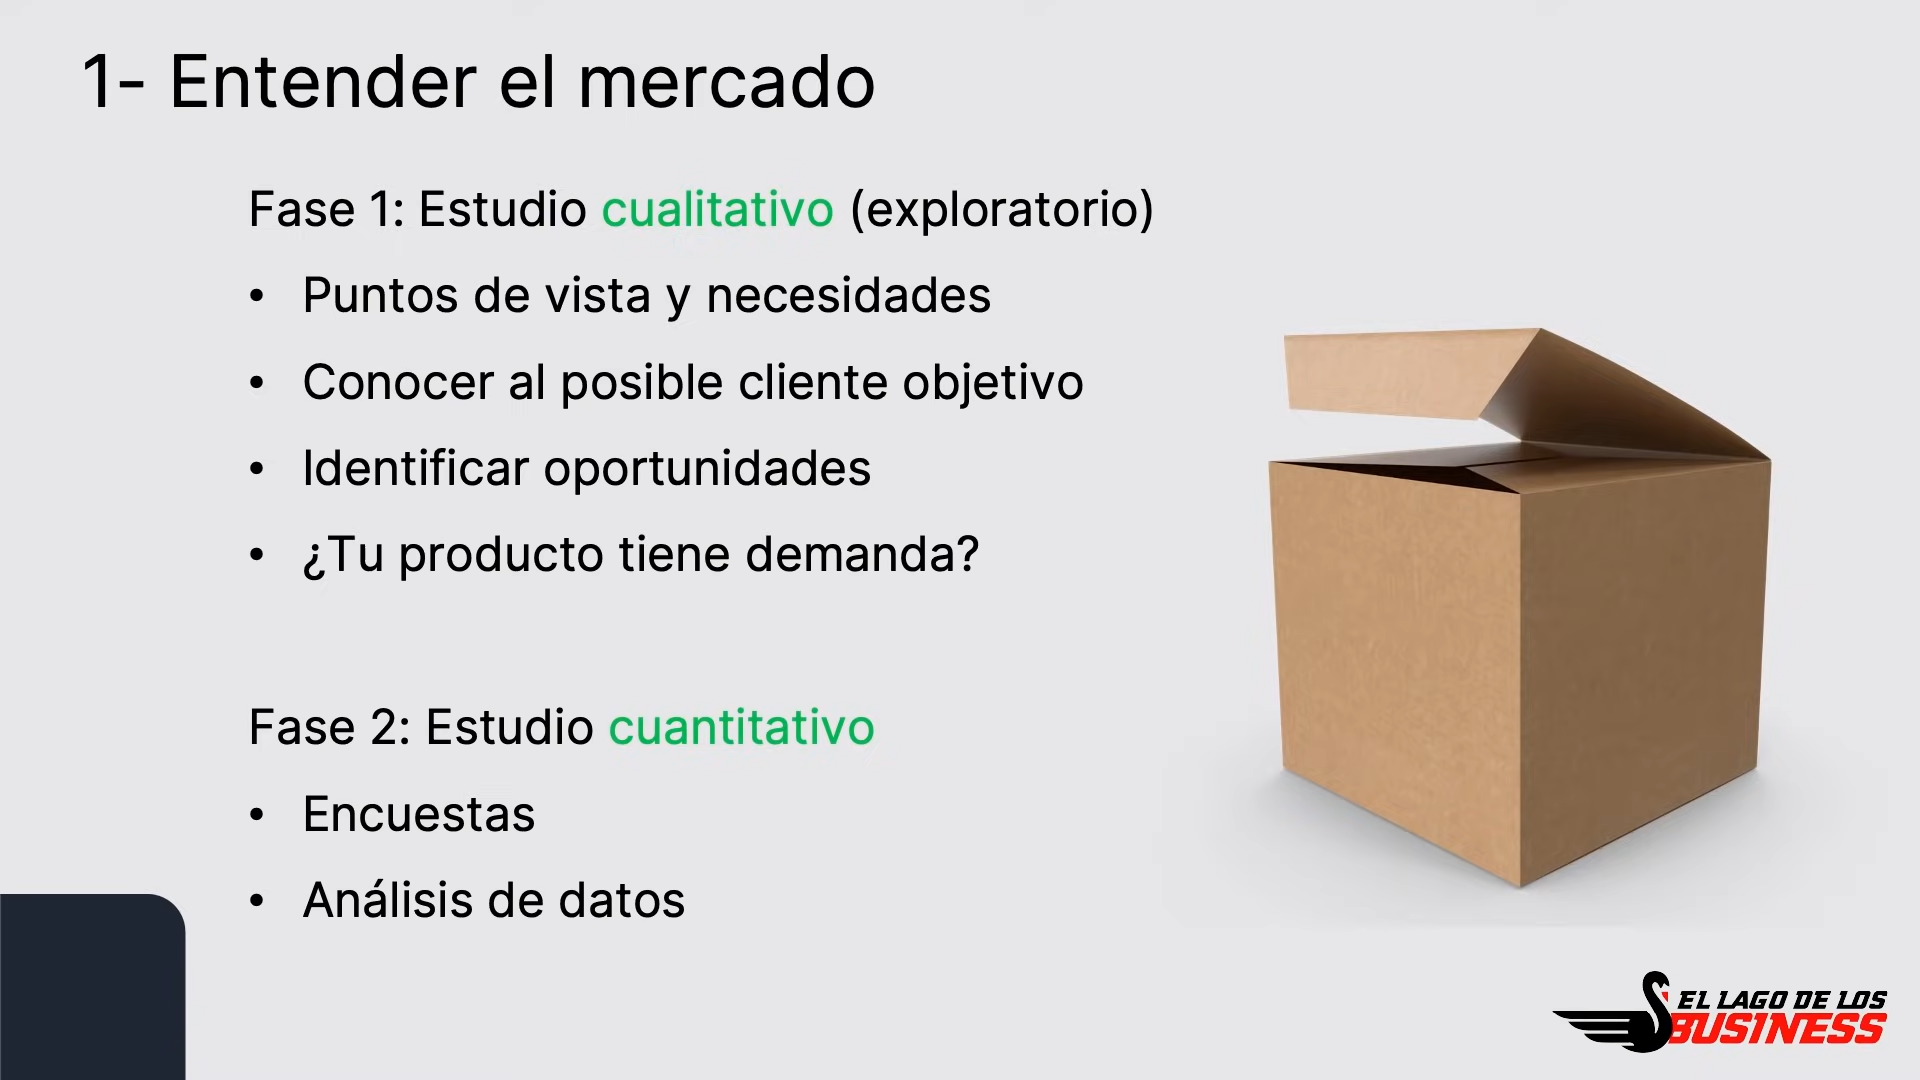 1- Entender el mercado
Fase 1: Estudio cualitativo (exploratorio)
• Puntos de vista y necesidades
• Conocer al posible cliente objetivo
• Identificar oportunidades
• ¿Tu producto tiene demanda?
Fase 2: Estudio cuantitativo
• Encuestas
• Análisis de datos
EL LAGO DE LOS
BUSINESS